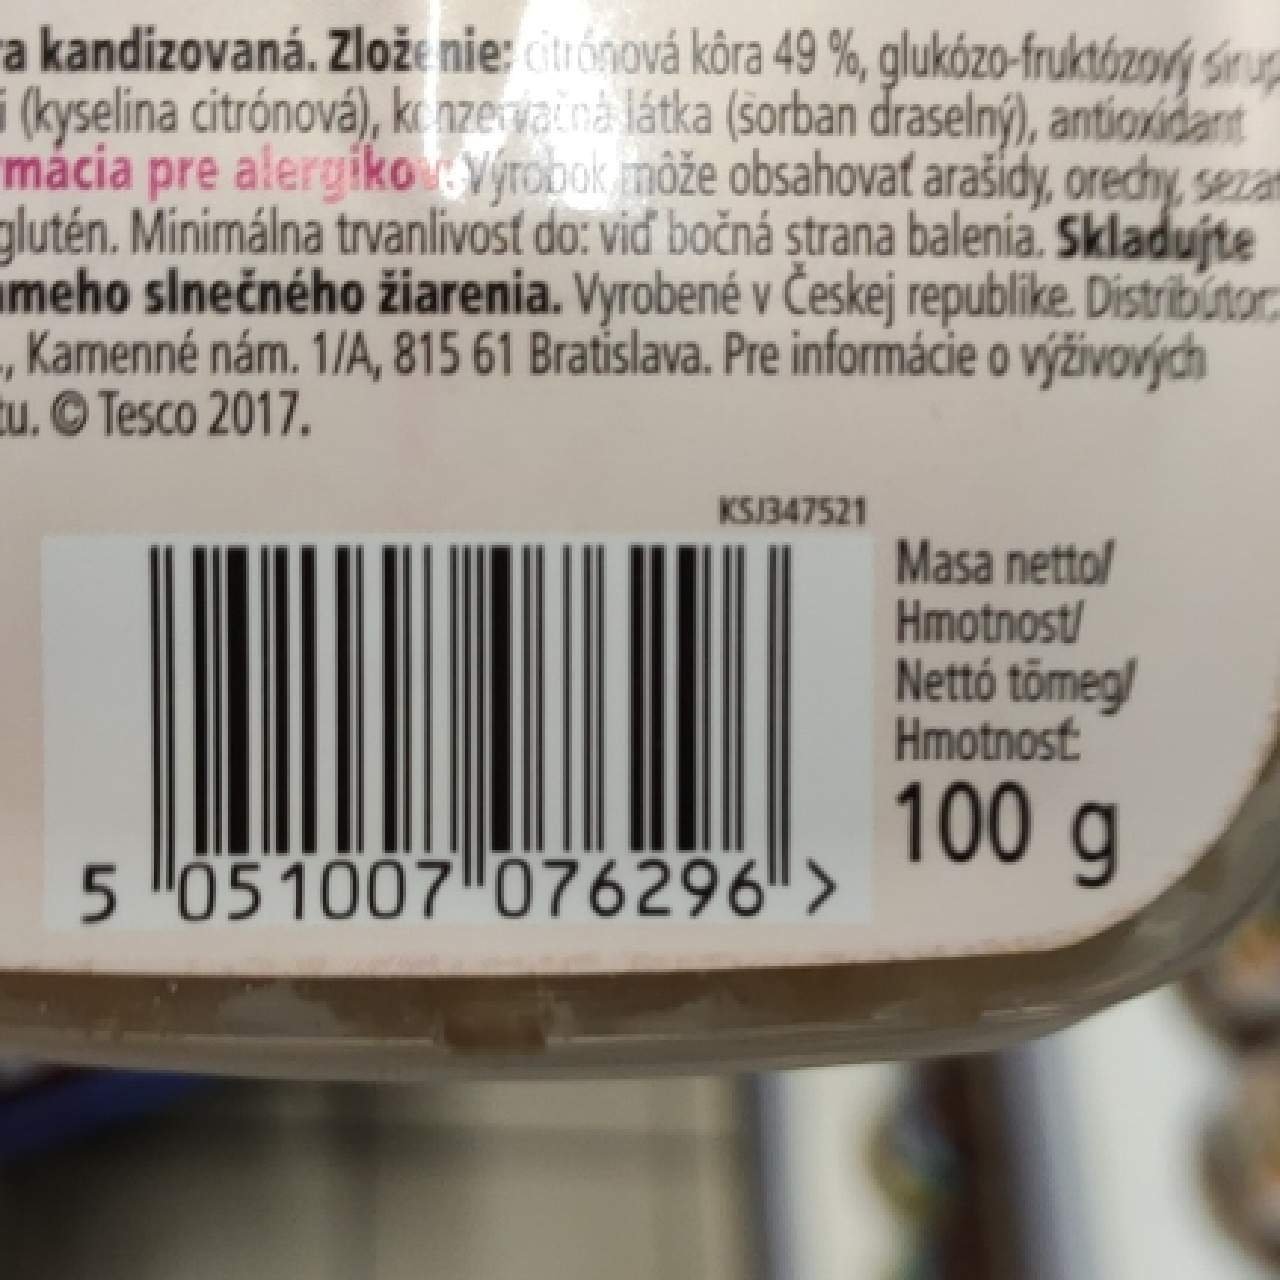 a kandizovaná. Zloženie: citrónová kôra 49 %, glukózo-fruktózový sirup
i (kyselina citrónová), konzervačná látka (sorban draselný), antioxidant
rmácia pre alergikov: Výrobok môže obsahovať arašidy, orechy, sezam
glutén. Minimálna trvanlivosť do: viď bočná strana balenia. Skladujte
meho slnečného žiarenia. Vyrobené v Českej republike. Distribútor:
., Kamenné nám. 1/A, 815 61 Bratislava. Pre informácie o výživových
tu. © Tesco 2017.
KSJ347521
Masa netto/
Hmotnost/
Nettó tömeg/
Hmotnosť:
100 g
5 051007 076296 >